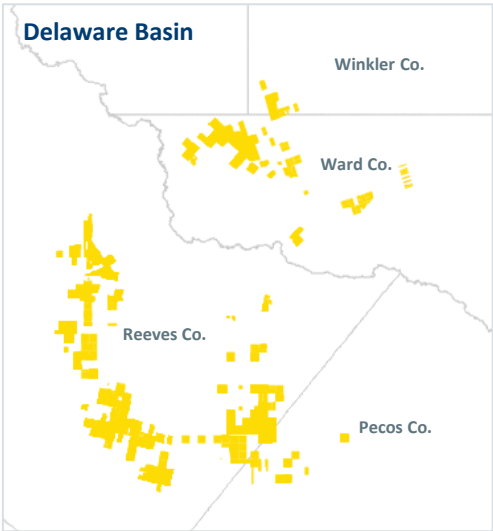 Delaware Basin
Winkler Co.
Ward Co.
Reeves Co.
Pecos Co.